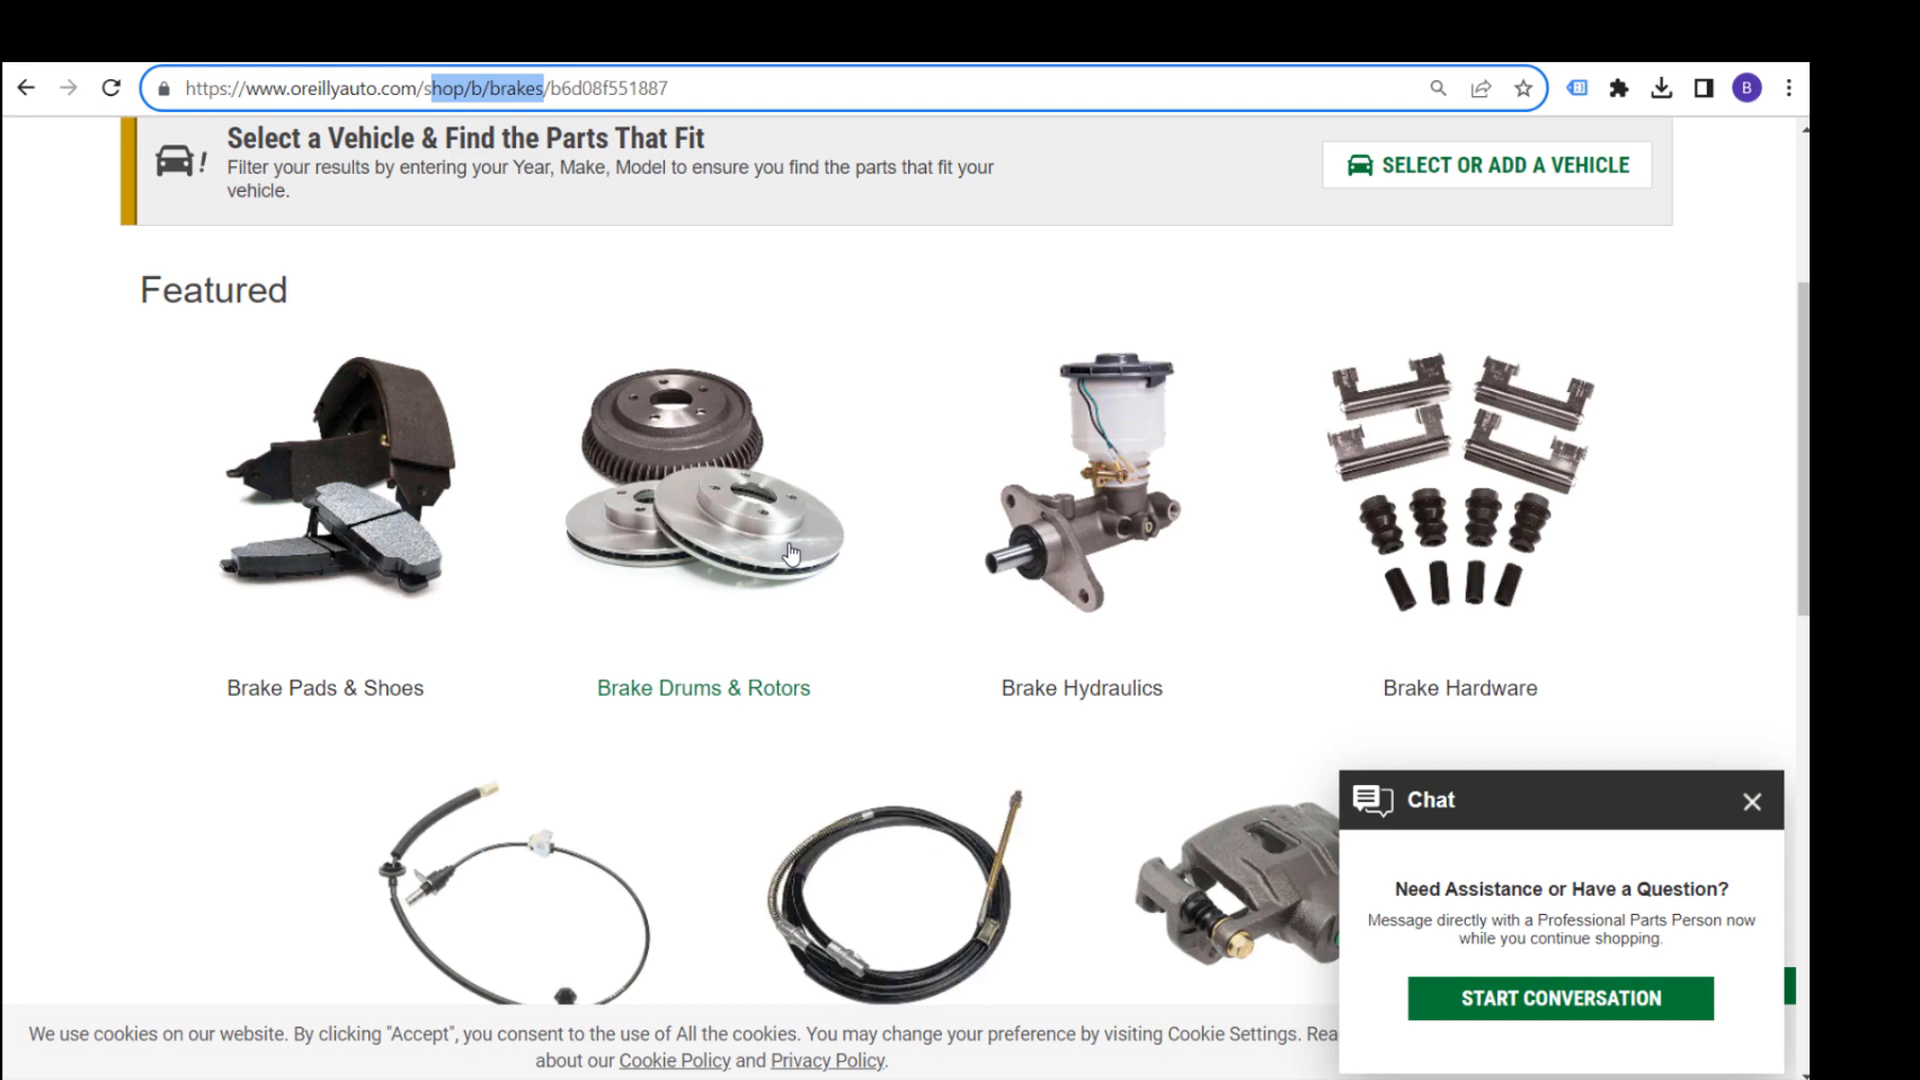 https://www.oreillyauto.com/shop/b/brakes/b6d08f551887
B
Select a Vehicle & Find the Parts That Fit
Filter your results by entering your Year, Make, Model to ensure you find the parts that fit your
vehicle.
SELECT OR ADD A VEHICLE
Featured
Brake Pads & Shoes
Brake Drums & Rotors
Brake Hydraulics
Brake Hardware
Chat
Need Assistance or Have a Question?
Message directly with a Professional Parts Person now
while you continue shopping.
START CONVERSATION
We use cookies on our website. By clicking "Accept", you consent to the use of All the cookies. You may change your preference by visiting Cookie Settings. Rea
about our Cookie Policy and Privacy Policy.